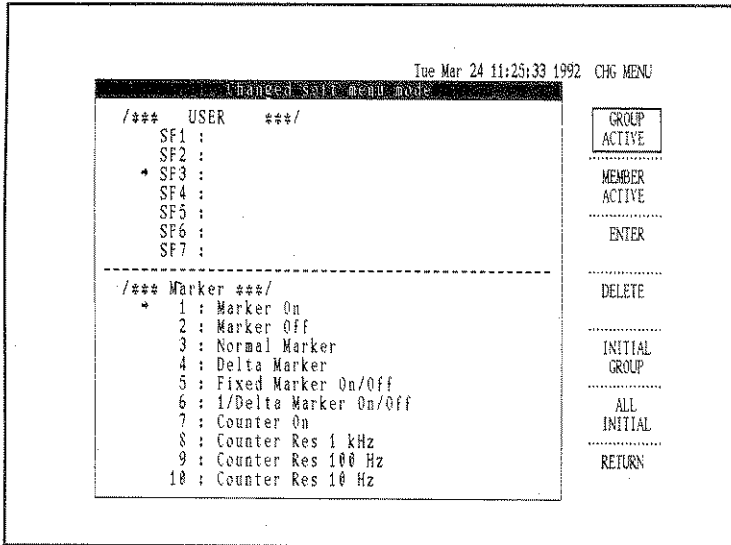 Tue Mar 24 11:25:33 1992 CHG MENU
Changed soft menu mode
/*** USER ***/
SF1 :
SF2 :
SF3 :
SF4 :
SF5 :
SF6 :
SF7 :
/*** Marker ***/
1 : Marker On
2 : Marker Off
3 : Normal Marker
4 : Delta Marker
5 : Fixed Marker On/Off
6 : 1/Delta Marker On/Off
7 : Counter On
8 : Counter Res 1 kHz
9 : Counter Res 100 Hz
10 : Counter Res 10 Hz
GROUP
ACTIVE
MEMBER
ACTIVE
ENTER
DELETE
INITIAL
GROUP
ALL
INITIAL
RETURN